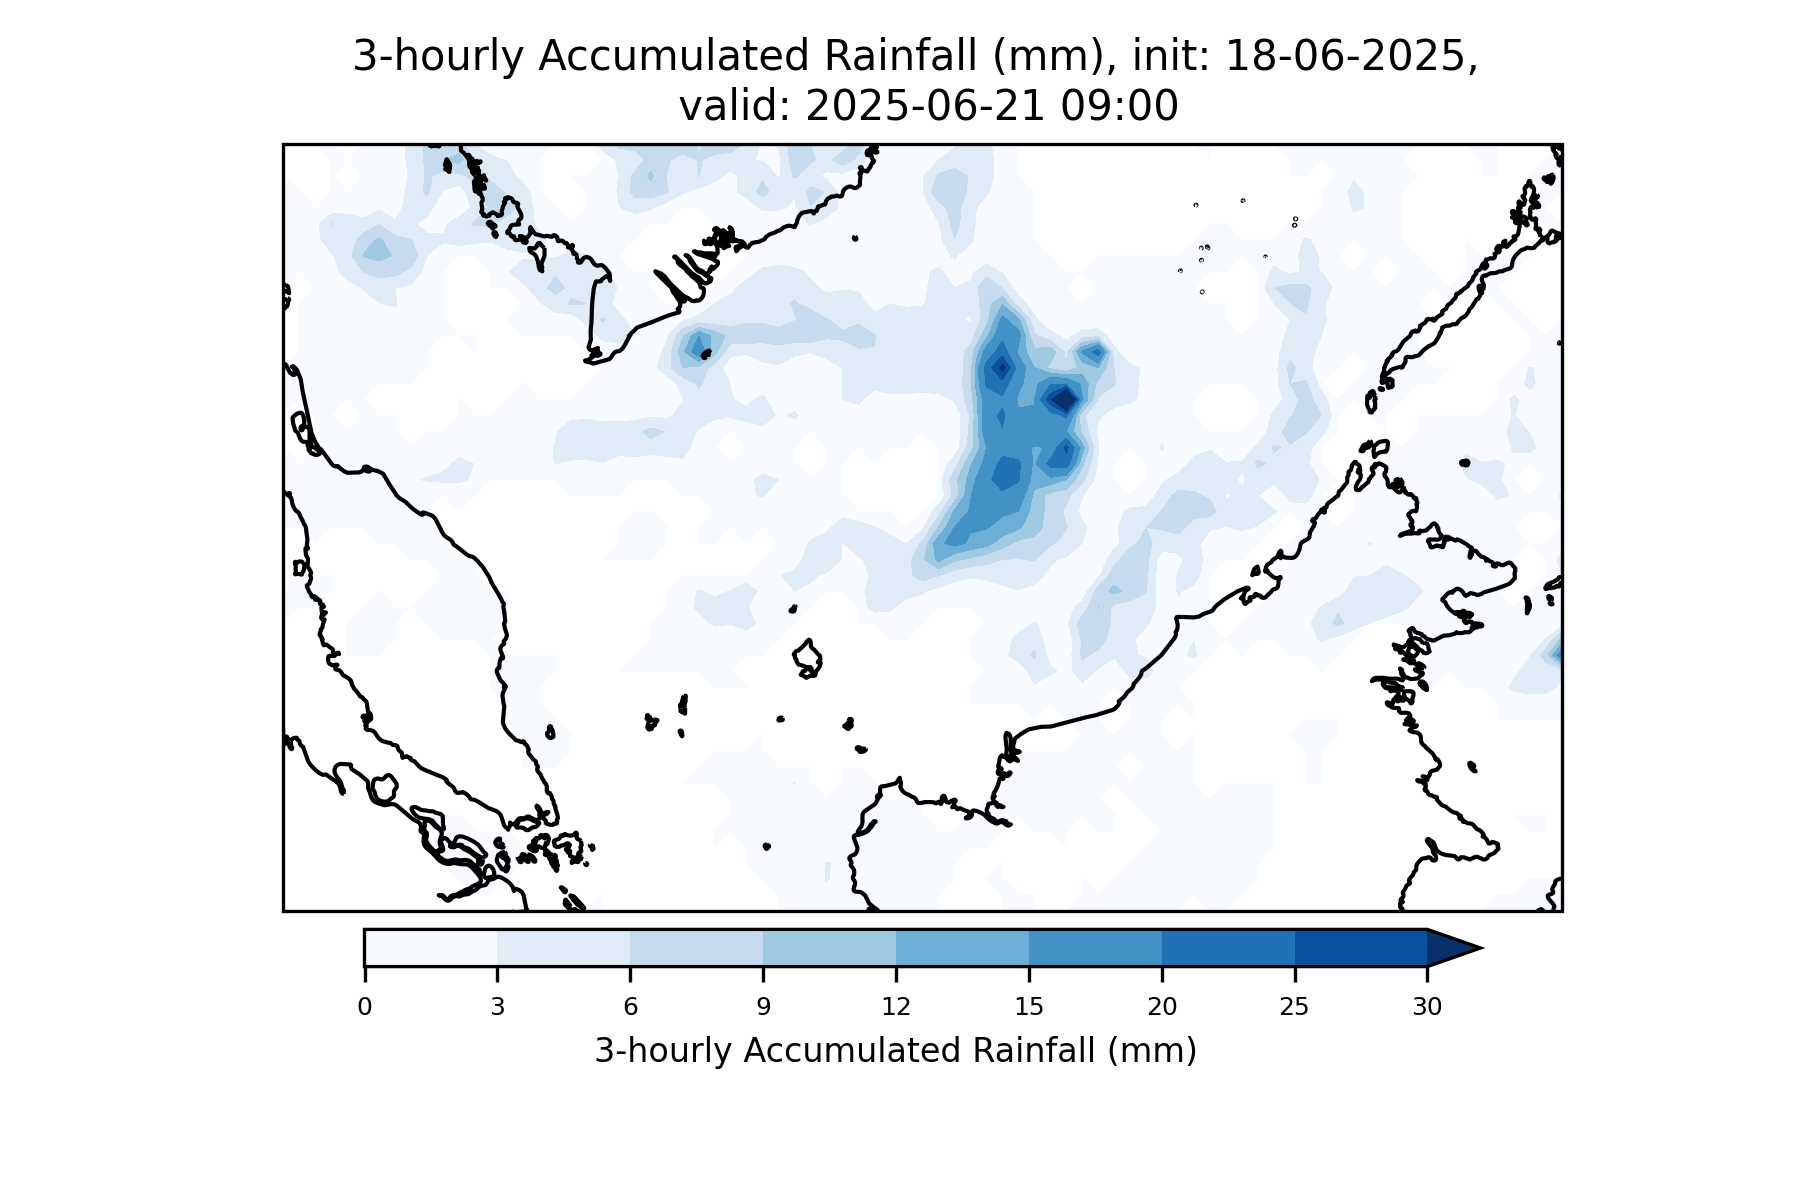 3-hourly Accumulated Rainfall (mm), init: 18-06-2025,
valid: 2025-06-21 09:00
0 3 6 9 12 15 20 25 30
3-hourly Accumulated Rainfall (mm)